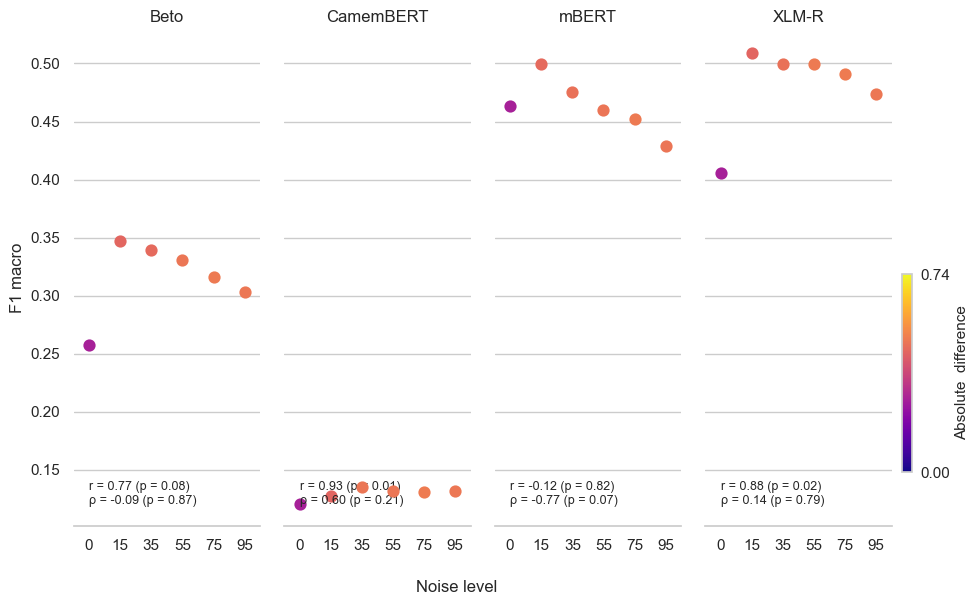 Beto
CamemBERT
mBERT
XLM-R
F1 macro
0.50
0.45
0.40
0.35
0.30
0.25
0.20
0.15
r = 0.77 (p = 0.08)
ρ = -0.09 (p = 0.87)
r = 0.93 (p = 0.01)
ρ = 0.60 (p = 0.21)
r = -0.12 (p = 0.82)
ρ = -0.77 (p = 0.07)
r = 0.88 (p = 0.02)
ρ = 0.14 (p = 0.79)
0 15 35 55 75 95
0 15 35 55 75 95
0 15 35 55 75 95
0 15 35 55 75 95
Noise level
0.74
0.00
Absolute difference